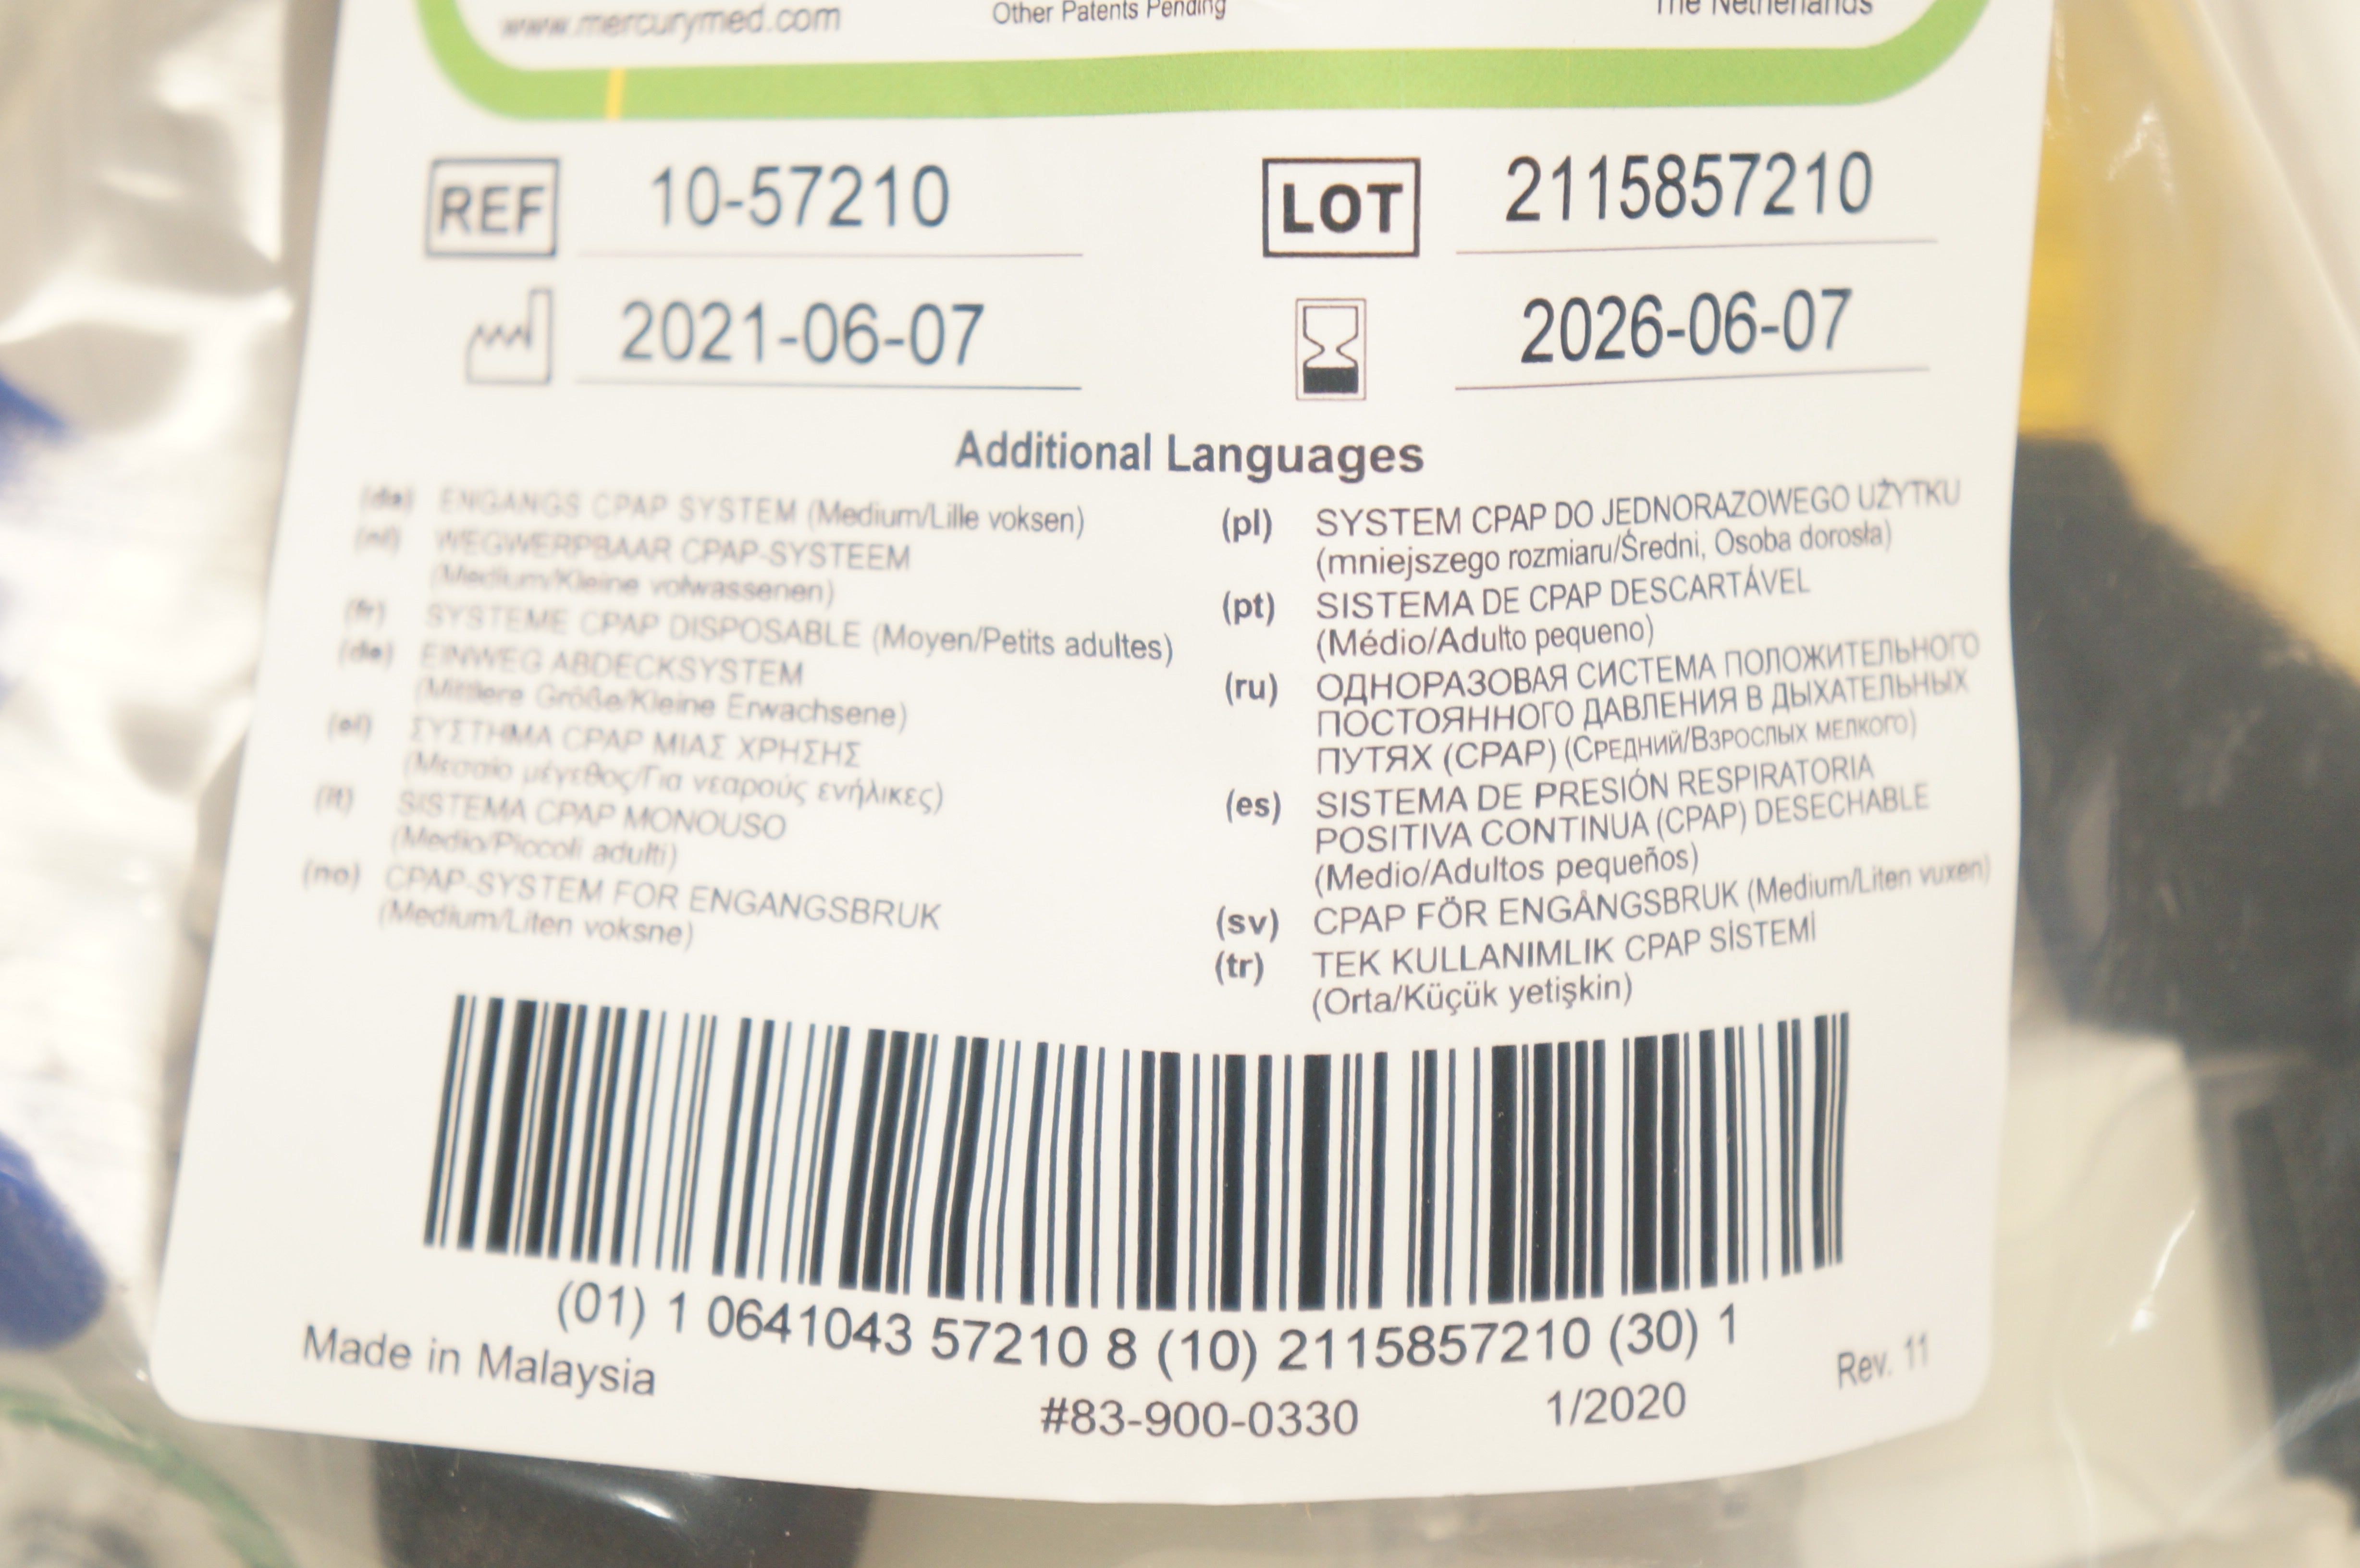 www.mercurymed.com
Other Patents Pending
The Netherlands
REF 10-57210
LOT 2115857210
2021-06-07
2026-06-07
Additional Languages
(da) ENGANGS CPAP SYSTEM (Medium/Lille voksen)
(nl) WEGWERPBAAR CPAP-SYSTEEM
(Medium/Kleine volwassenen)
(fr) SYSTEME CPAP DISPOSABLE (Moyen/Petits adultes)
(de) EINWEG ABDECKSYSTEM
(Mittlere Größe/Kleine Erwachsene)
(el) ΣΥΣΤΗΜΑ CPAP ΜΙΑΣ ΧΡΗΣΗΣ
(Μεσαίο μέγεθος/Για νεαρούς ενήλικες)
(it) SISTEMA CPAP MONOUSO
(Medio/Piccoli adulti)
(no) CPAP-SYSTEM FOR ENGANGSBRUK
(Medium/Liten voksne)
(pl) SYSTEM CPAP DO JEDNORAZOWEGO UŻYTKU
(mniejszego rozmiaru/Średni, Osoba dorosła)
(pt) SISTEMA DE CPAP DESCARTÁVEL
(Médio/Adulto pequeno)
(ru) ОДНОРАЗОВАЯ СИСТЕМА ПОЛОЖИТЕЛЬНОГО
ПОСТОЯННОГО ДАВЛЕНИЯ В ДЫХАТЕЛЬНЫХ
ПУТЯХ (CPAP) (СРЕДНИЙ/ВЗРОСЛЫХ МЕЛКОГО)
(es) SISTEMA DE PRESIÓN RESPIRATORIA
POSITIVA CONTINUA (CPAP) DESECHABLE
(Medio/Adultos pequeños)
(sv) CPAP FÖR ENGÅNGSBRUK (Medium/Liten vuxen)
(tr) TEK KULLANIMLIK CPAP SİSTEMİ
(Orta/Küçük yetişkin)
(01) 1 0641043 57210 8 (10) 2115857210 (30) 1
Made in Malaysia
#83-900-0330
1/2020
Rev. 11